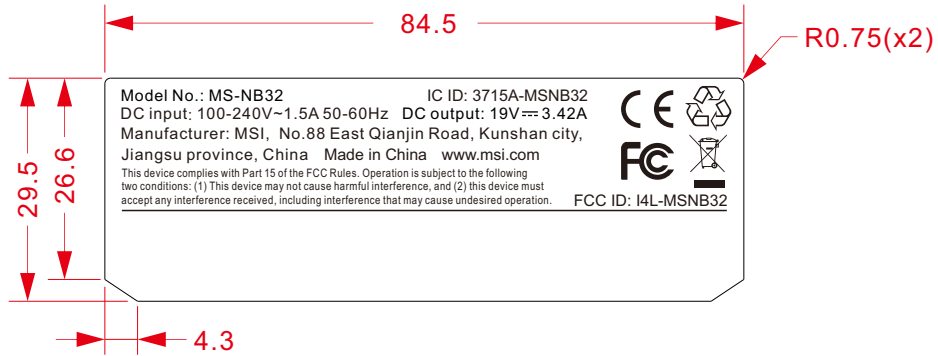 84.5
R0.75(x2)
Model No.: MS-NB32 IC ID: 3715A-MSNB32
DC input: 100-240V~1.5A 50-60Hz DC output: 19V⎓3.42A
Manufacturer: MSI, No.88 East Qianjin Road, Kunshan city,
Jiangsu province, China Made in China www.msi.com
This device complies with Part 15 of the FCC Rules. Operation is subject to the following
two conditions: (1) This device may not cause harmful interference, and (2) this device must
accept any interference received, including interference that may cause undesired operation.
CE
FC
FCC ID: I4L-MSNB32
29.5
26.6
4.3